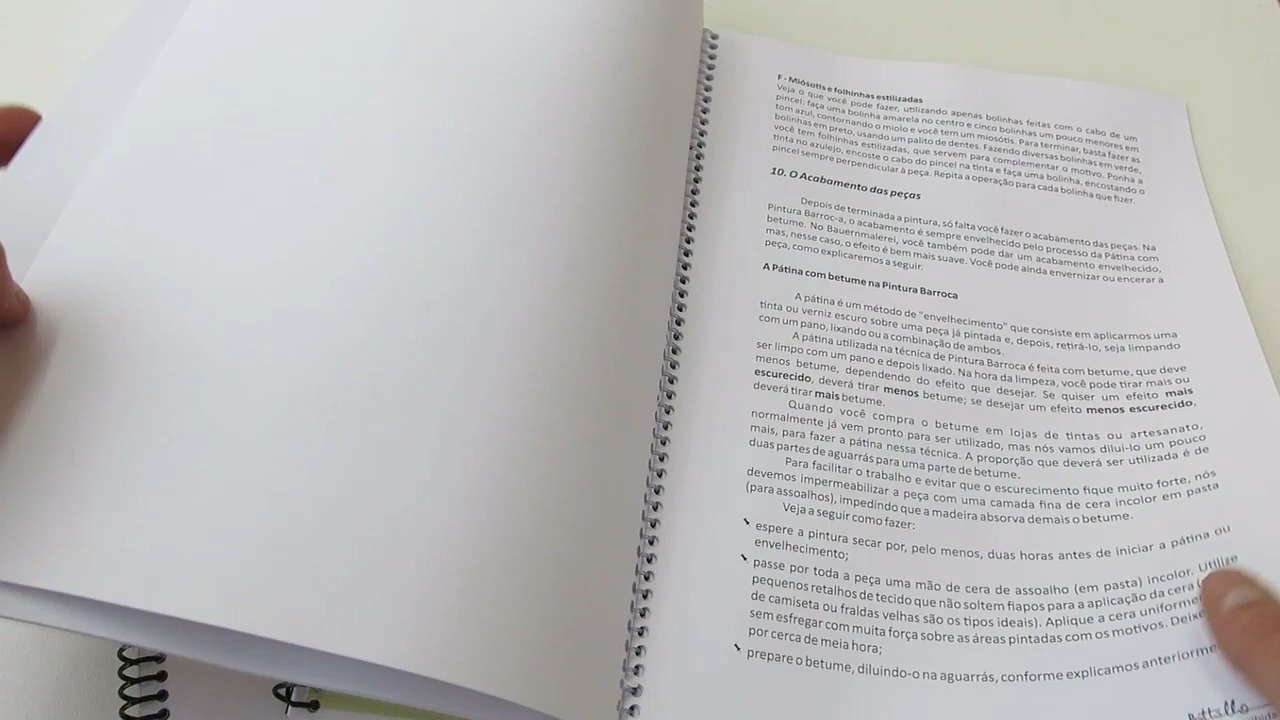 F - Miósotis e folhinhas estilizadas
Veja o que você pode fazer, utilizando apenas bolinhas feitas com o cabo de um
pincel: faça uma bolinha amarela no centro e cinco bolinhas um pouco menores em
tom azul, contornando o miolo e você tem um miosótis. Para terminar, basta fazer as
bolinhas em preto, usando um palito de dentes. Fazendo diversas bolinhas em verde,
você tem folhinhas estilizadas, que servem para complementar o motivo. Ponha a
tinta no azulejo, encoste o cabo do pincel na tinta e faça uma bolinha, encostando o
pincel sempre perpendicular à peça. Repita a operação para cada bolinha que fizer.
10. O Acabamento das peças
Depois de terminada a pintura, só falta você fazer o acabamento das peças. Na
Pintura Barroc-a, o acabamento é sempre envelhecido pelo processo da Pátina com
betume. No Bauernmalerei, você também pode dar um acabamento envelhecido,
mas, nesse caso, o efeito é bem mais suave. Você pode ainda envernizar ou encerar a
peça, como explicaremos a seguir.
A Pátina com betume na Pintura Barroca
A pátina é um método de "envelhecimento" que consiste em aplicarmos uma
tinta ou verniz escuro sobre uma peça já pintada e, depois, retirá-lo, seja limpando
com um pano, lixando ou a combinação de ambos.
A pátina utilizada na técnica de Pintura Barroca é feita com betume, que deve
ser limpo com um pano e depois lixado. Na hora da limpeza, você pode tirar mais ou
menos betume, dependendo do efeito que desejar. Se quiser um efeito mais
escurecido, deverá tirar menos betume; se desejar um efeito menos escurecido,
deverá tirar mais betume.
Quando você compra o betume em lojas de tintas ou artesanato,
normalmente já vem pronto para ser utilizado, mas nós vamos dilui-lo um pouco
mais, para fazer a pátina nessa técnica. A proporção que deverá ser utilizada é de
duas partes de aguarrás para uma parte de betume.
Para facilitar o trabalho e evitar que o escurecimento fique muito forte, nós
devemos impermeabilizar a peça com uma camada fina de cera incolor em pasta
(para assoalhos), impedindo que a madeira absorva demais o betume.
Veja a seguir como fazer:
espere a pintura secar por, pelo menos, duas horas antes de iniciar a pátina ou
envelhecimento;
passe por toda a peça uma mão de cera de assoalho (em pasta) incolor. Utilize
pequenos retalhos de tecido que não soltem fiapos para a aplicação da cera
de camiseta ou fraldas velhas são os tipos ideais). Aplique a cera
sem esfregar com muita força sobre as áreas pintadas com os motivos.
por cerca de meia hora;
prepare o betume, diluindo-o na aguarrás, conforme explicamos